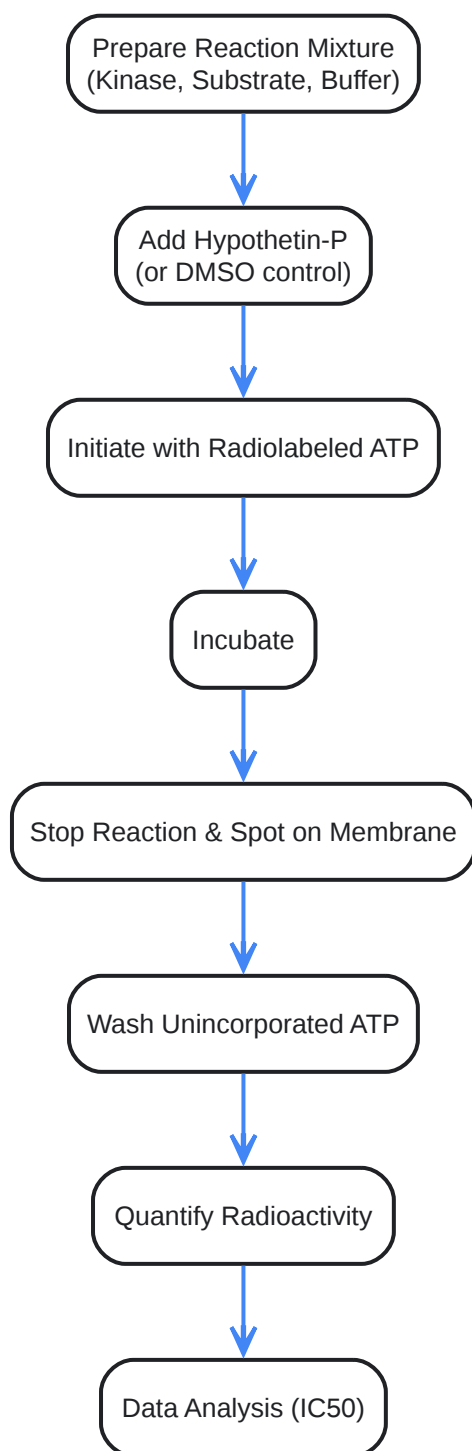 Prepare Reaction Mixture
(Kinase, Substrate, Buffer)
Add Hypothetin-P
(or DMSO control)
Initiate with Radiolabeled ATP
Incubate
Stop Reaction & Spot on Membrane
Wash Unincorporated ATP
Quantify Radioactivity
Data Analysis (IC50)